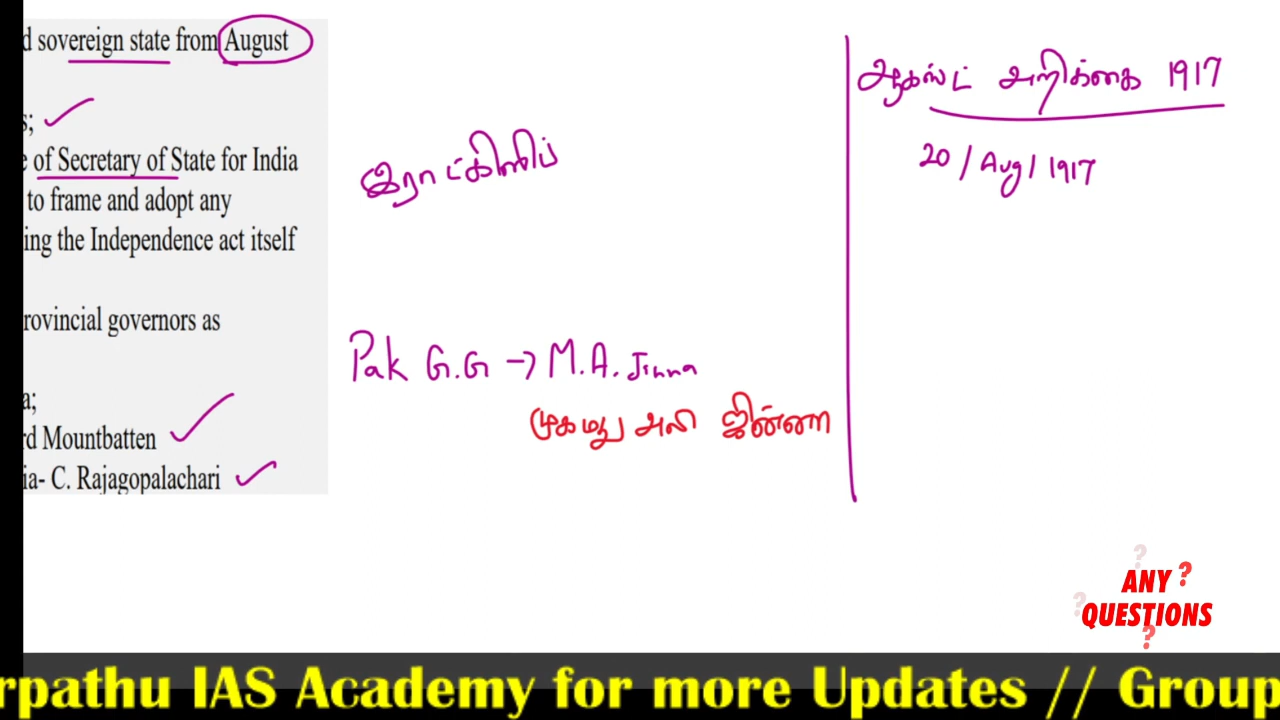 d sovereign state from August
s;
e of Secretary of State for India
to frame and adopt any
ing the Independence act itself
rovincial governors as
a;
rd Mountbatten
ia- C. Rajagopalachari
Pak G.G → M.A. Jinna
முகமது அலி ஜின்னா
ஆகஸ்ட் அறிக்கை 1917
20/Aug/1917
? ANY ?
? QUESTIONS
?
rpathu IAS Academy for more Updates // Group